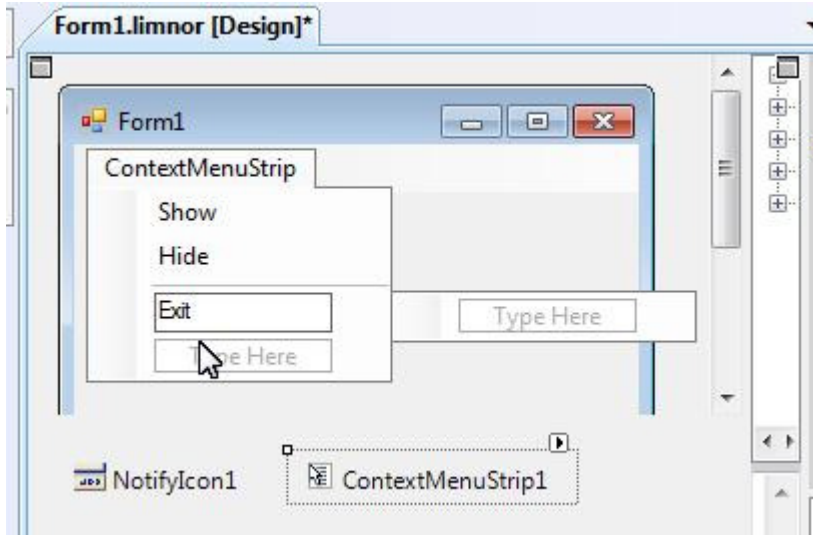 Form1.limnor [Design]*
Form1
ContextMenuStrip
Show
Hide
Exit
Type Here
Type Here
NotifyIcon1
ContextMenuStrip1